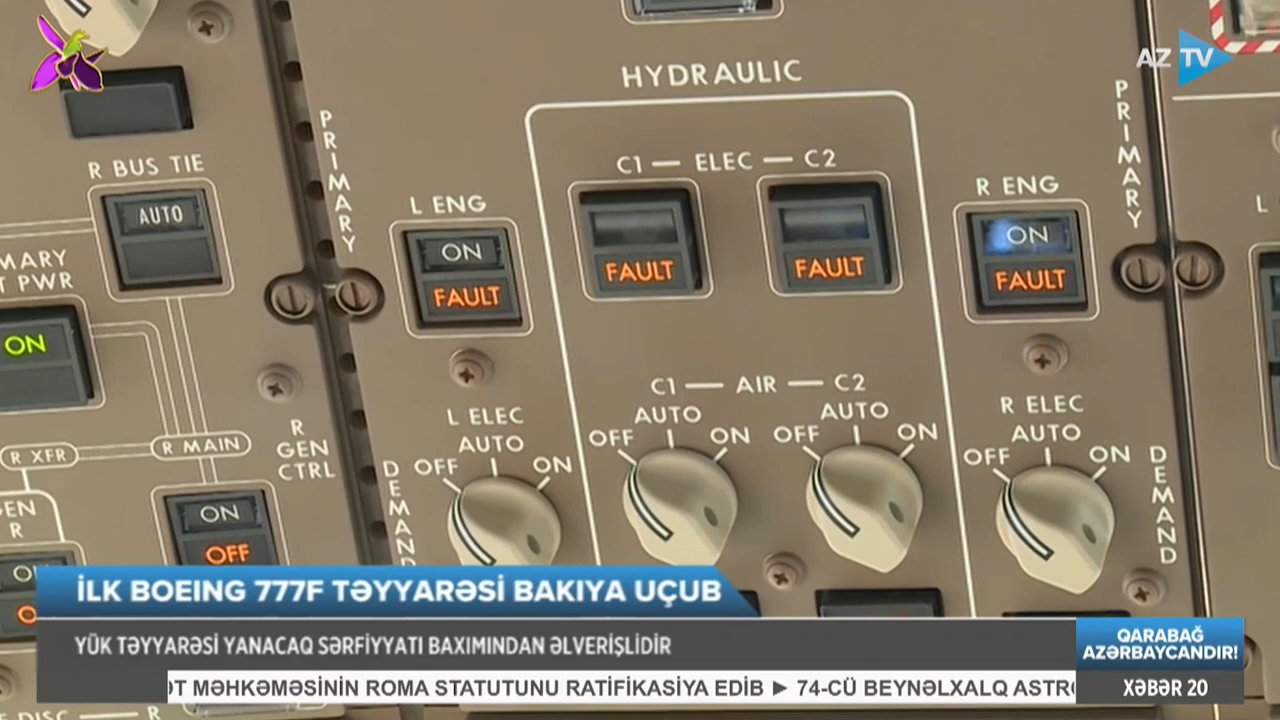 AZ TV
HYDRAULIC
PRIMARY
PRIMARY
C1 — ELEC — C2
R BUS TIE
AUTO
L ENG
R ENG
ON
FAULT
FAULT
FAULT
ON
FAULT
L
PWR
ON
C1 — AIR — C2
AUTO
AUTO
OFF
ON
OFF
ON
L ELEC
AUTO
OFF
ON
R ELEC
AUTO
OFF
ON
DEMAND
DEMAND
R XFR
R MAIN
R
GEN
CTRL
R
ON
OFF
İLK BOEING 777F TƏYYARƏSİ BAKIYA UÇUB
YÜK TƏYYARƏSİ YANACAQ SƏRFİYYATI BAXIMINDAN ƏLVERİŞLİDİR
QARABAĞ
AZƏRBAYCANDIR!
MƏHKƏMƏSİNİN ROMA STATUTUNU RATİFİKASİYA EDİB ► 74-CÜ BEYNƏLXALQ
XƏBƏR 20
DISC — R